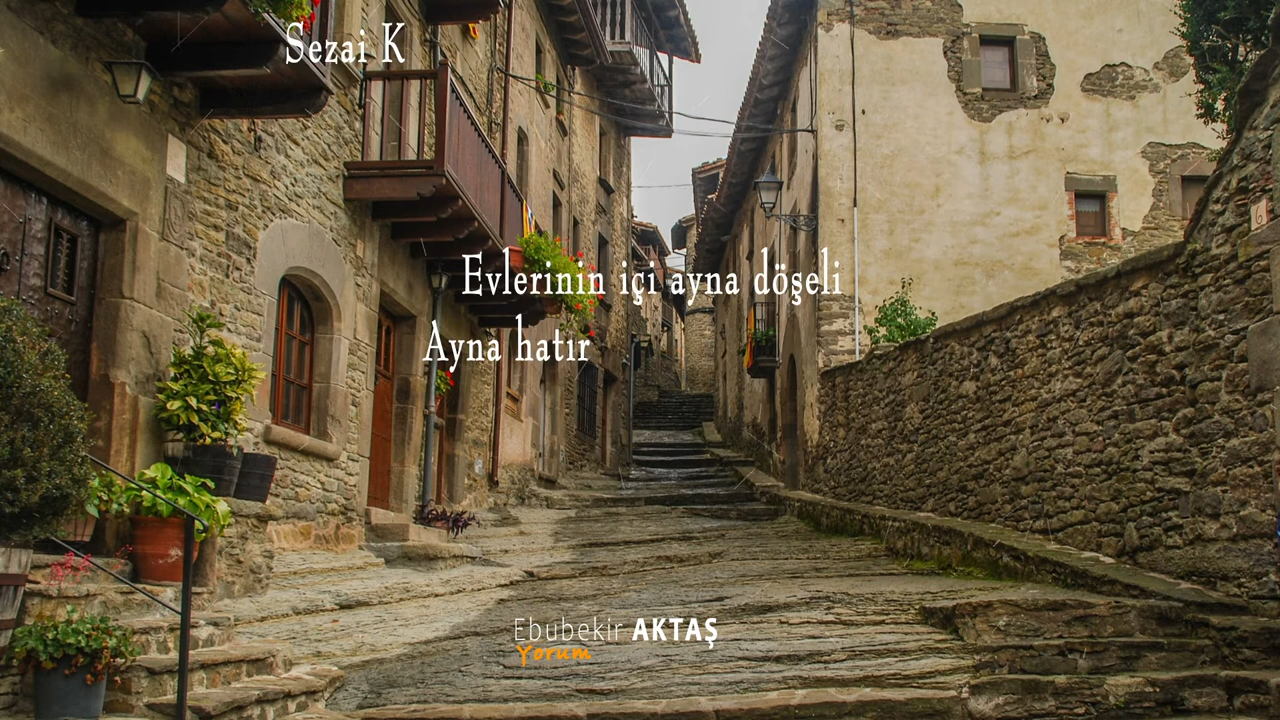 Sezai K
Evlerinin içi ayna döşeli
Ayna hatır
Ebubekir AKTAŞ
Yorum